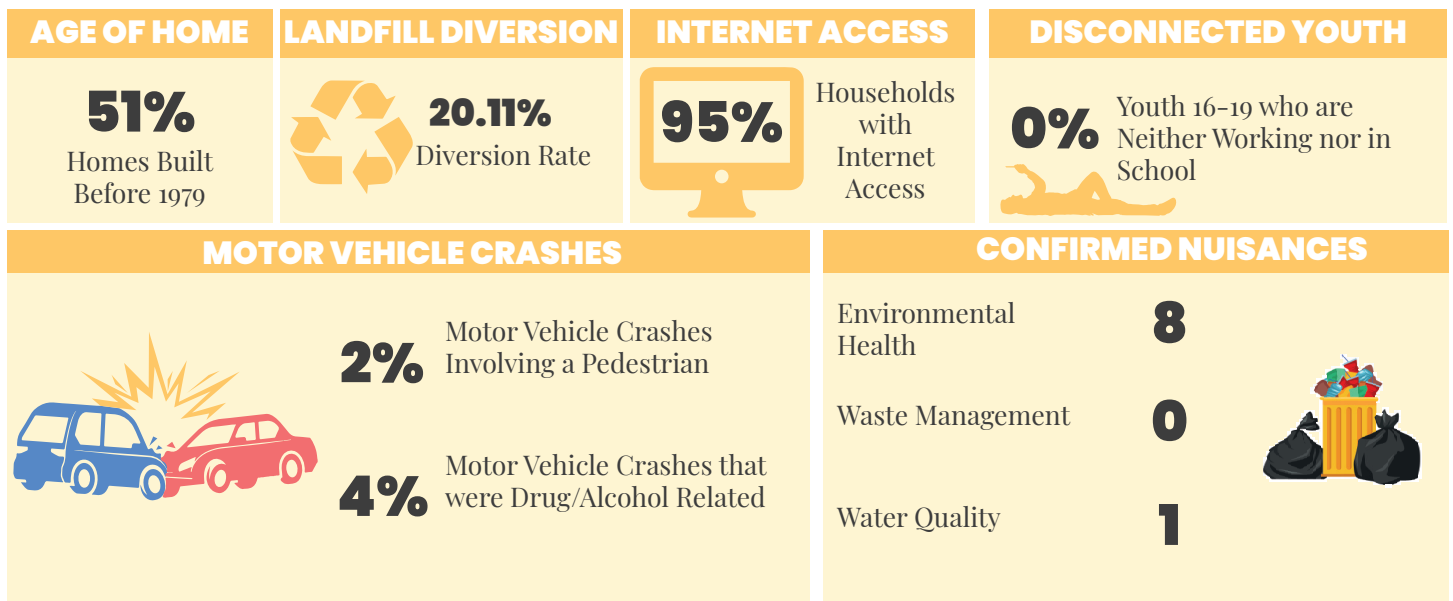 AGE OF HOME
51%
Homes Built
Before 1979
LANDFILL DIVERSION
20.11%
Diversion Rate
INTERNET ACCESS
95%
Households
with
Internet
Access
DISCONNECTED YOUTH
0%
Youth 16-19 who are
Neither Working nor in
School
MOTOR VEHICLE CRASHES
2%
Motor Vehicle Crashes
Involving a Pedestrian
4%
Motor Vehicle Crashes that
were Drug/Alcohol Related
CONFIRMED NUISANCES
Environmental
Health
8
Waste Management
0
Water Quality
1